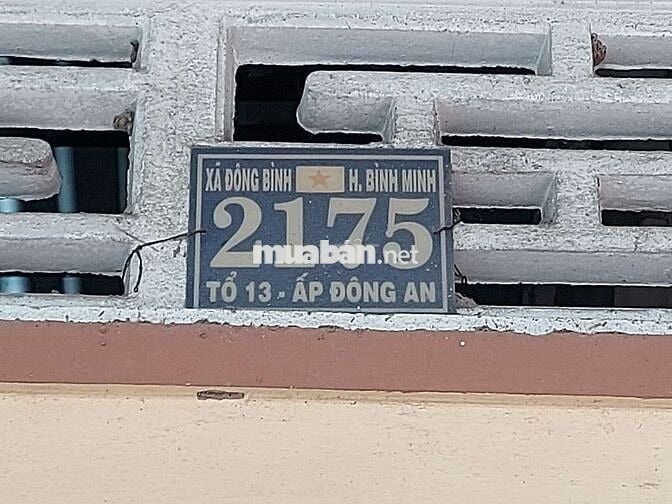 XÃ ĐÔNG BÌNH H. BÌNH MINH
2175
muaban.net
TỔ 13 - ẤP ĐÔNG AN